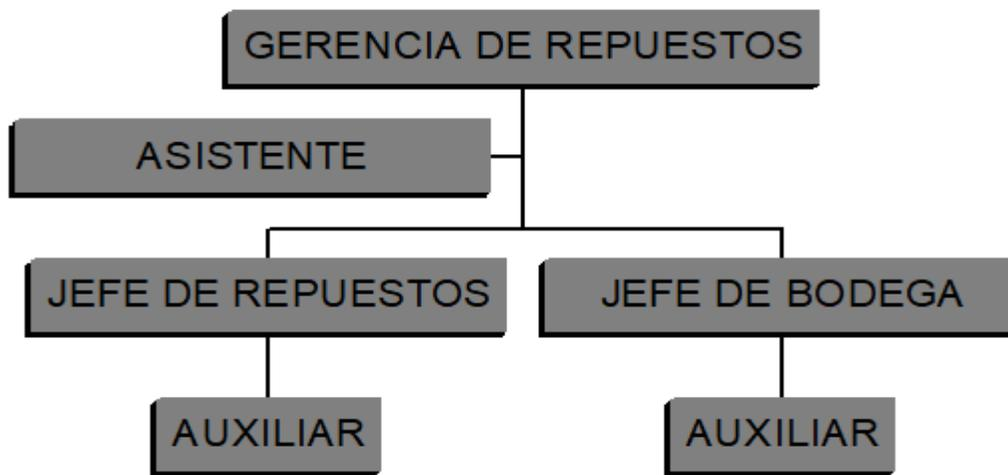 GERENCIA DE REPUESTOS
ASISTENTE
JEFE DE REPUESTOS
JEFE DE BODEGA
AUXILIAR
AUXILIAR